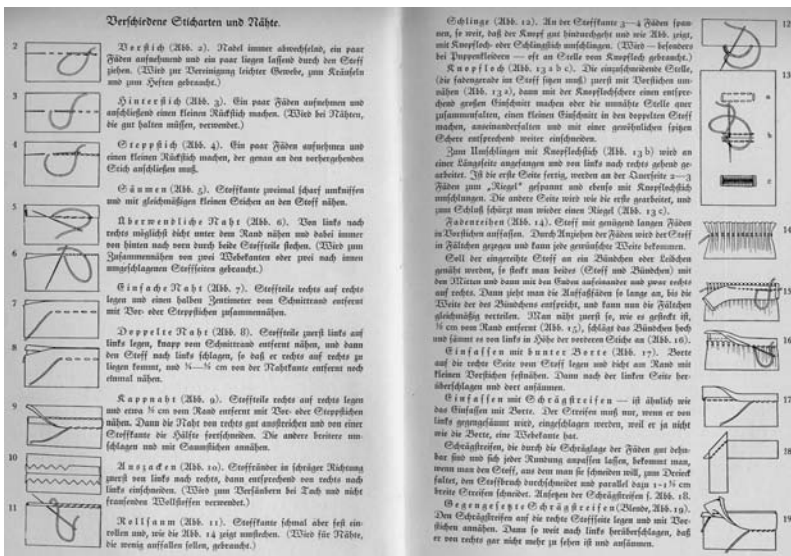 Verschiedene Sticharten und Nähte.
2
Vorstich (Abb. 2). Nadel immer abwechselnd, ein paar
Fäden aufnehmend und ein paar liegen lassend durch den Stoff
ziehen. (Wird zur Vereinigung leichter Gewebe, zum Kräuseln
und zum Heften gebraucht.)
3
Hinterstich (Abb. 3). Ein paar Fäden aufnehmen und
anschließend einen kleinen Rückstich machen. (Wird bei Nähten,
die gut halten müssen, verwendet.)
4
Steppstich (Abb. 4). Ein paar Fäden aufnehmen und
einen kleinen Rückstich machen, der genau an den vorhergehenden
Stich anschließen muß.
5
Säumen (Abb. 5). Stoffkante zweimal scharf umkniffen
und mit gleichmäßigen kleinen Stichen an den Stoff nähen.
6
Überwendliche Naht (Abb. 6). Von links nach
rechts möglichst dicht unter dem Rand nähen und dabei immer
von hinten nach vorn durch beide Stoffteile stechen. (Wird zum
Zusammennähen von zwei Webekanten oder zwei nach innen
umgeschlagenen Stoffseiten gebraucht.)
7
Einfache Naht (Abb. 7). Stoffteile rechts auf rechts
legen und einen halben Zentimeter vom Schnittrand entfernt
mit Vor- oder Steppstichen zusammennähen.
8
Doppelte Naht (Abb. 8). Stoffteile zuerst links auf
links legen, knapp vom Schnittrand entfernt nähen, und dann
den Stoff nach links schlagen, so daß er rechts auf rechts zu
liegen kommt, und cm von der Nahtkante entfernt noch
einmal nähen.
9
Kappnaht (Abb. 9). Stoffteile rechts auf rechts legen
und etwa ½ cm vom Rand entfernt mit Vor- oder Steppstichen
nähen. Dann die Naht von rechts gut ausstreichen und von einer
Stoffkante die Hälfte fortschneiden. Die andere breitere um-
schlagen und mit Saumstichen annähen.
10
Auszacken (Abb. 10). Stoffränder in schräger Richtung
zuerst von links nach rechts, dann entsprechend von rechts nach
links einschneiden. (Wird zum Versäubern bei Tuch und nicht
fransenden Wollstoffen verwendet.)
11
Rollsaum (Abb. 11). Stoffkante schmal aber fest ein-
rollen und, wie die Abb. 14 zeigt umstechen. (Wird für Nähte,
die wenig auffallen sollen, gebraucht.)
Schlinge (Abb. 12). An der Stoffkante 3—4 Fäden span-
nen, so weit, daß der Knopf gut hindurchgeht und wie Abb. zeigt,
mit Knopfloch- oder Schlingstich umschlingen. (Wird — besonders
bei Puppenkleidern — oft an Stelle vom Knopfloch gebraucht.)
12
Knopfloch (Abb. 13 a b c). Die einzuschneidende Stelle,
(die fadengerade im Stoff sitzen muß) zuerst mit Vorstichen um-
nähen (Abb. 13 a), dann mit der Knopflochschere einen entspre-
chend großen Einschnitt machen oder die umnähte Stelle quer
zusammenfalten, einen kleinen Einschnitt in den doppelten Stoff
machen, auseinanderfalten und mit einer gewöhnlichen spitzen
Schere entsprechend weiter einschneiden.
13
a
b
c
Zum Umschlingen mit Knopflochstich (Abb. 13 b) wird an
einer Längsseite angefangen und von links nach rechts gehend ge-
arbeitet. Ist die erste Seite fertig, werden an der Querseite 2—3
Fäden zum „Riegel“ gespannt und ebenso mit Knopflochstich
umschlungen. Die andere Seite wird wie die erste gearbeitet, und
zum Schluß schürzt man wieder einen Riegel (Abb. 13 c).
Fadenreihen (Abb. 14). Stoff mit genügend langen Fäden
in Vorstichen auffassen. Durch Anziehen der Fäden wird der Stoff
in Fältchen gezogen und kann jede gewünschte Weite bekommen.
14
Soll der eingereihte Stoff an ein Bündchen oder Leibchen
genäht werden, so steckt man beides (Stoff und Bündchen) mit
den Mitten und dann mit den Enden aufeinander und zwar rechts
auf rechts. Dann zieht man die Auffaßfäden so lange an, bis die
Weite der des Bündchens entspricht, und kann nun die Fältchen
gleichmäßig verteilen. Man näht zuerst so, wie es gesteckt ist,
½ cm vom Rand entfernt (Abb. 15), schlägt das Bündchen hoch
und säumt es von links in Höhe der vorderen Stiche an (Abb. 16).
15
16
Einfassen mit bunter Borte (Abb. 17). Borte
auf die rechte Seite vom Stoff legen und dicht am Rand mit
kleinen Vorstichen festnähen. Dann nach der linken Seite her-
überschlagen und dort ansäumen.
17
Einfassen mit Schrägstreifen — ist ähnlich wie
das Einfassen mit Borte. Der Streifen muß nur, wenn er von
links gegengesäumt wird, eingeschlagen werden, weil er ja nicht
wie die Borte, eine Webekante hat.
Schrägstreifen, die durch die Schräglage der Fäden gut dehn-
bar sind und sich jeder Rundung anpassen lassen, bekommt man,
wenn man den Stoff, aus dem man sie schneiden will, zum Dreieck
faltet, den Stoffbruch durchschneidet und parallel dazu 1-1½ cm
breite Streifen schneidet. Ansetzen der Schrägstreifen s. Abb. 18.
18
Gegengesetzte Schrägstreifen (Blende, Abb. 19).
Den Schrägstreifen auf die rechte Stoffseite legen und mit Vor-
stichen annähen. Dann so weit nach links herüberschlagen, daß
er von rechts gar nicht mehr zu sehen ist und ansäumen.
19